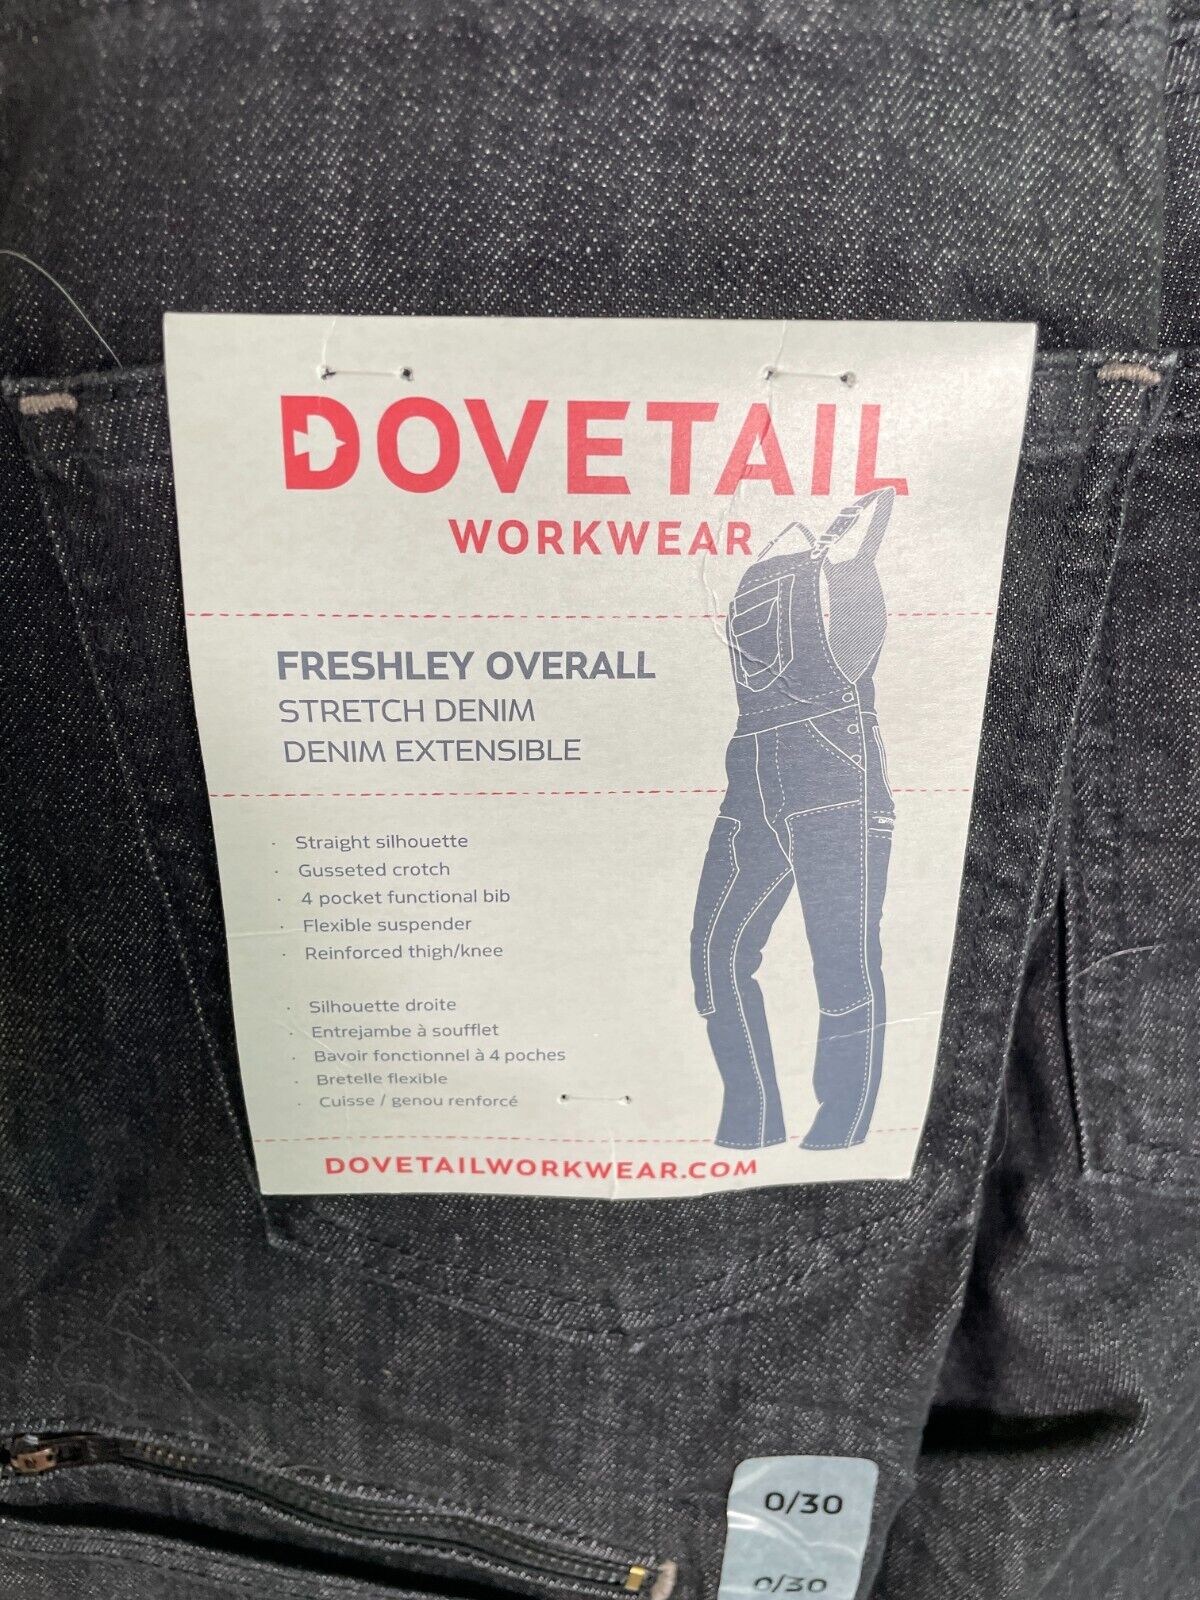 DOVETAIL
WORKWEAR
FRESHLEY OVERALL
STRETCH DENIM
DENIM EXTENSIBLE
· Straight silhouette
· Gusseted crotch
· 4 pocket functional bib
· Flexible suspender
· Reinforced thigh/knee
· Silhouette droite
· Entrejambe à soufflet
· Bavoir fonctionnel à 4 poches
· Bretelle flexible
· Cuisse / genou renforcé
DOVETAILWORKWEAR.COM
0/30
0/30